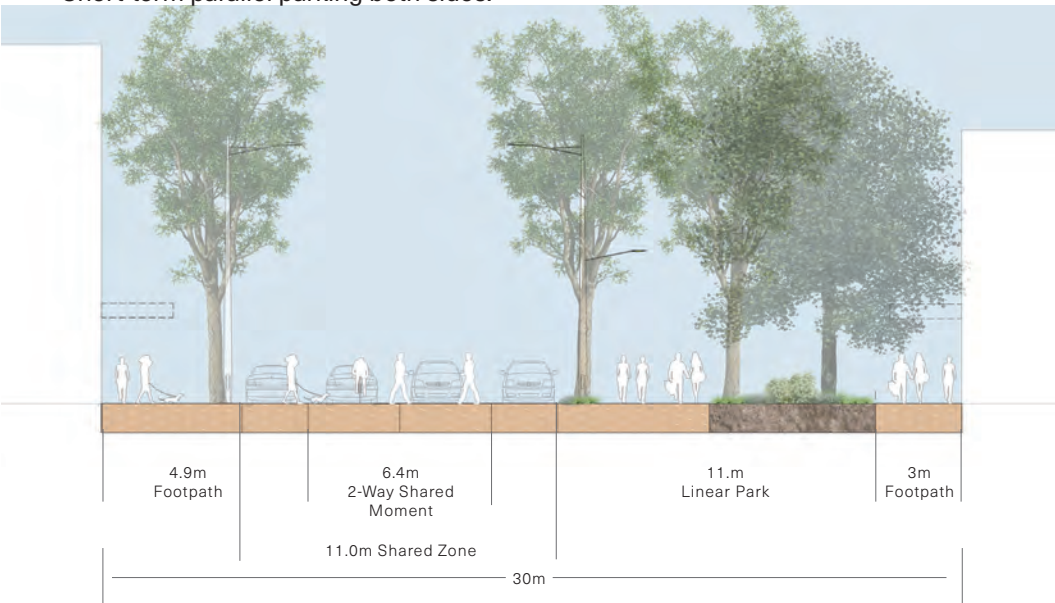 Short-term parallel parking both sides.
4.9m
Footpath
6.4m
2-Way Shared
Moment
11.m
Linear Park
3m
Footpath
11.0m Shared Zone
30m